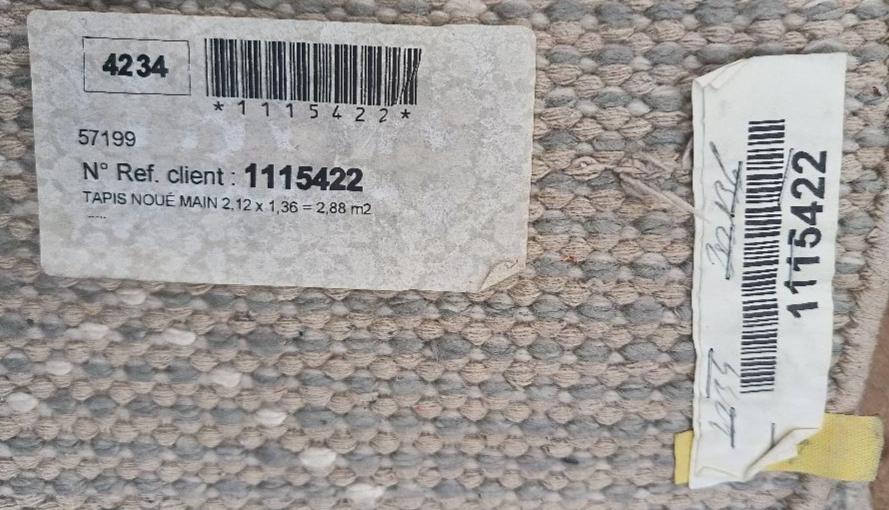 4234
*1115422*
57199
N° Ref. client : 1115422
TAPIS NOUÉ MAIN 2,12 x 1,36 = 2,88 m2
1115422